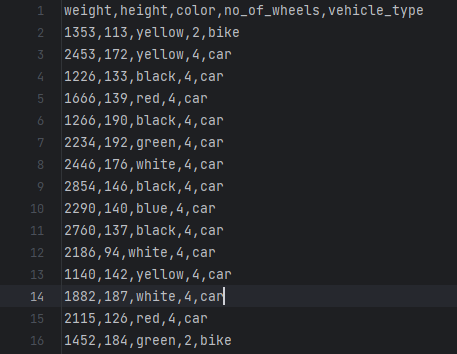 1 weight,height,color,no_of_wheels,vehicle_type
2 1353,113,yellow,2,bike
3 2453,172,yellow,4,car
4 1226,133,black,4,car
5 1666,139,red,4,car
6 1266,190,black,4,car
7 2234,192,green,4,car
8 2446,176,white,4,car
9 2854,146,black,4,car
10 2290,140,blue,4,car
11 2760,137,black,4,car
12 2186,94,white,4,car
13 1140,142,yellow,4,car
14 1882,187,white,4,car
15 2115,126,red,4,car
16 1452,184,green,2,bike